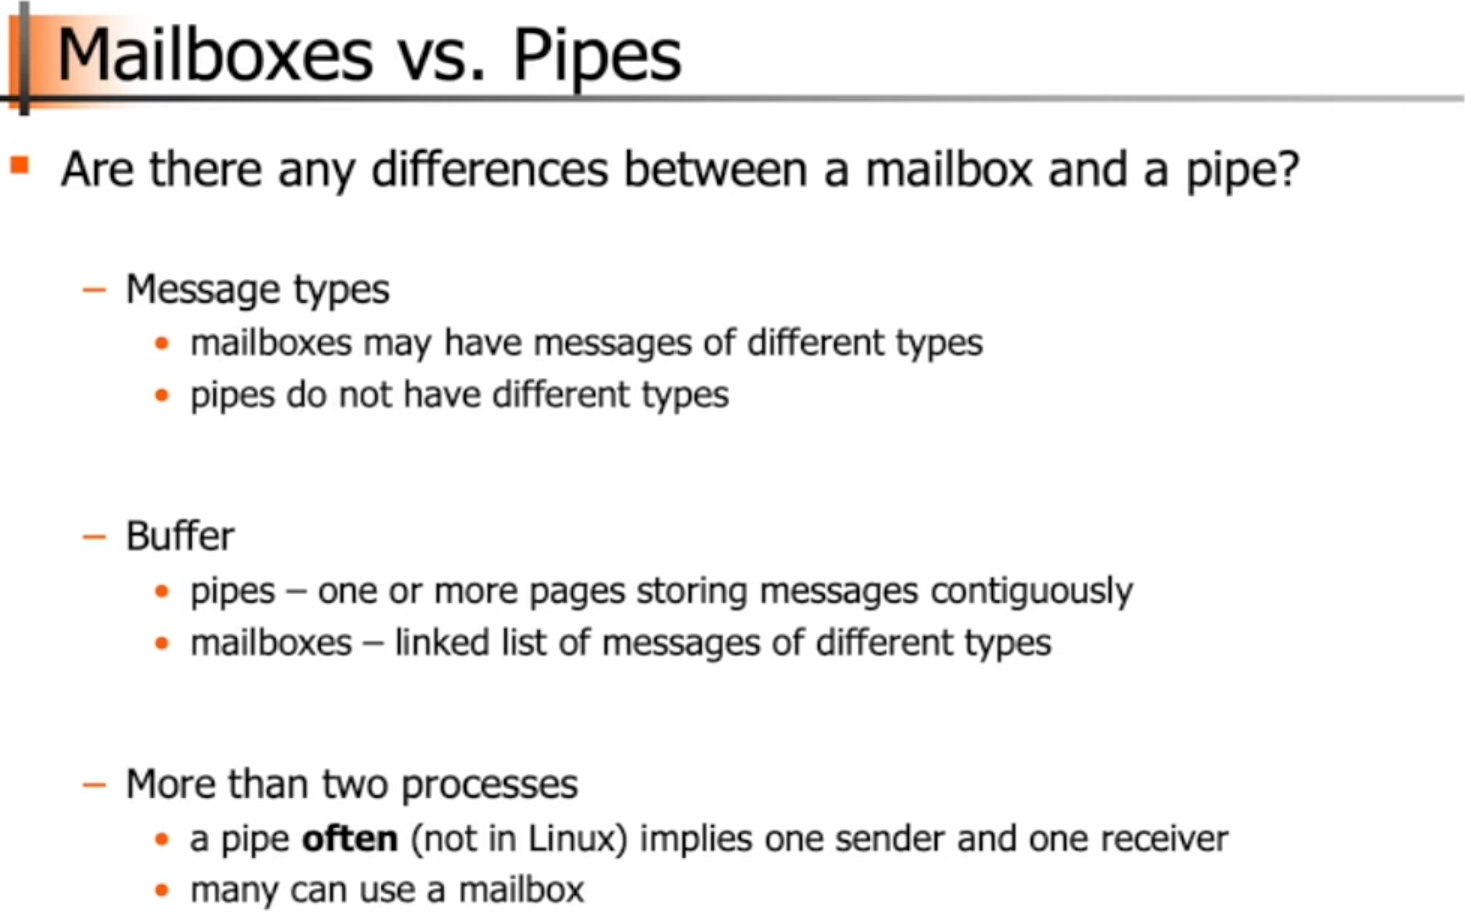 Mailboxes vs. Pipes
Are there any differences between a mailbox and a pipe?
– Message types
• mailboxes may have messages of different types
• pipes do not have different types
– Buffer
• pipes – one or more pages storing messages contiguously
• mailboxes – linked list of messages of different types
– More than two processes
• a pipe often (not in Linux) implies one sender and one receiver
• many can use a mailbox